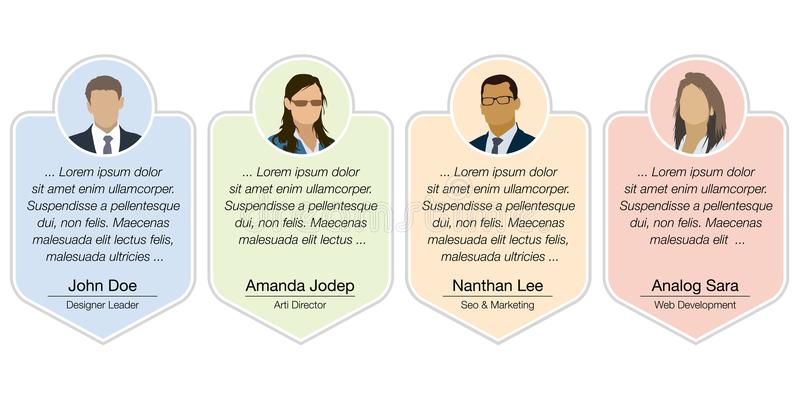 ... Lorem ipsum dolor
sit at amet enim ullamcorper.
Suspendisse a pellentesque
dui, non felis. Maecenas
malesuada elit lectus felis,
malesuada ultricies ...
John Doe
Designer Leader
... Lorem ipsum dolor
sit at amet enim ullamcorper.
Suspendisse a pellentesque
dui, non felis. Maecenas
malesuada elit lectus ...
Amanda Jodep
Arti Director
... Lorem ipsum dolor
sit at amet enim ullamcorper.
Suspendisse a pellentesque
dui, non felis. Maecenas
malesuada elit lectus felis,
malesuada ultricies ...
Nanthan Lee
Seo & Marketing
... Lorem ipsum dolor
sit at amet enim ullamcorper.
Suspendisse a pellentesque
dui, non felis. Maecenas
malesuada elit ...
Analog Sara
Web Development